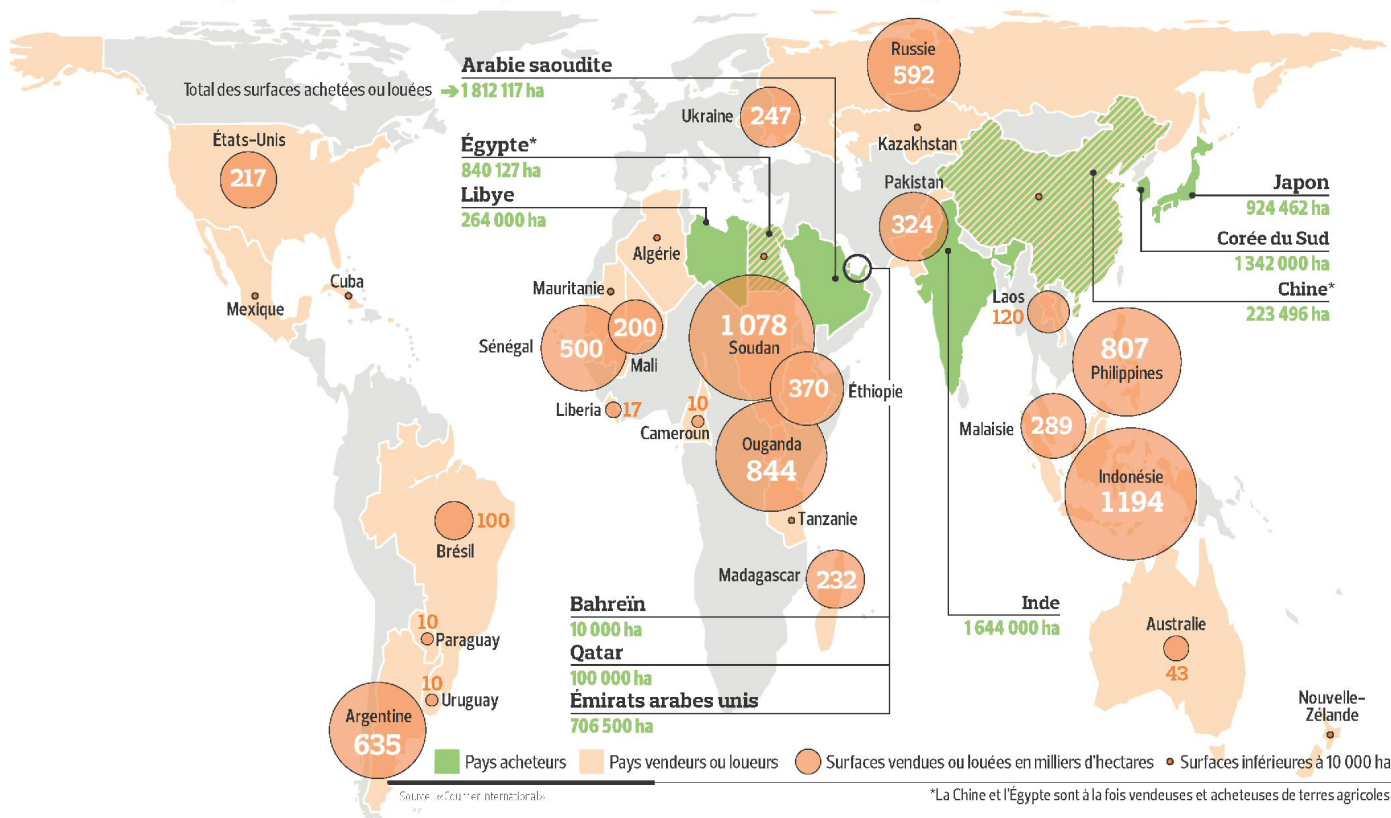 Arabie saoudite
Total des surfaces achetées ou louées
1 812 117 ha
Égypte*
840 127 ha
Libye
264 000 ha
États-Unis
217
Mexique
Cuba
Ukraine
247
Russie
592
Kazakhstan
Pakistan
324
Japon
924 462 ha
Corée du Sud
1 342 000 ha
Chine*
223 496 ha
Algérie
Mauritanie
Sénégal
500
200
Mali
1 078
Soudan
370
Éthiopie
Liberia
17
10
Cameroun
Ouganda
844
Tanzanie
Madagascar
232
Laos
120
807
Philippines
Malaisie
289
Indonésie
1194
Brésil
100
10
Paraguay
10
Uruguay
Argentine
635
Bahreïn
10 000 ha
Qatar
100 000 ha
Émirats arabes unis
706 500 ha
Inde
1 644 000 ha
Australie
43
Nouvelle-
Zélande
Pays acheteurs
Pays vendeurs ou loueurs
Surfaces vendues ou louées en milliers d'hectares
Surfaces inférieures à 10 000 ha
Source: «Courrier international»
*La Chine et l'Égypte sont à la fois vendeuses et acheteuses de terres agricoles